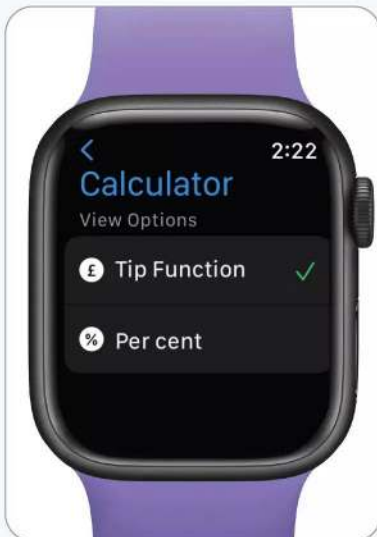 2:22
Calculator
View Options
£ Tip Function
% Per cent